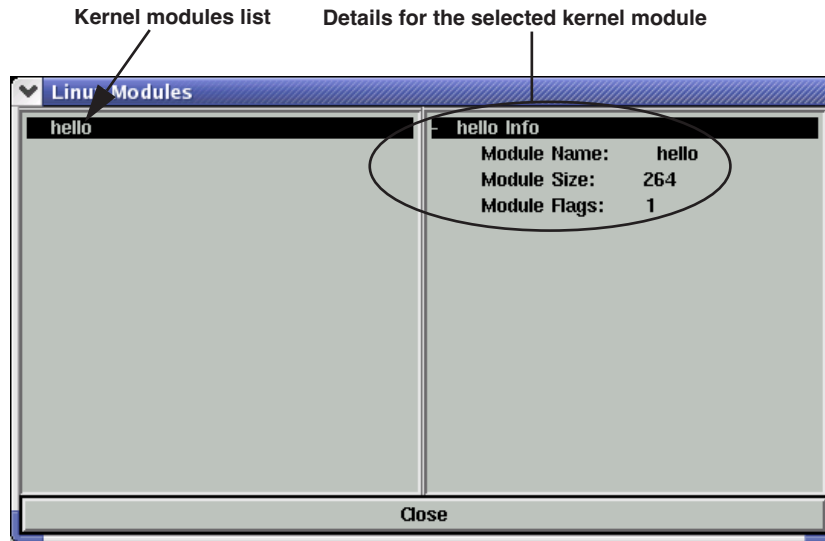 Kernel modules list
Details for the selected kernel module
Linux Modules
hello
- hello Info
Module Name: hello
Module Size: 264
Module Flags: 1
Close